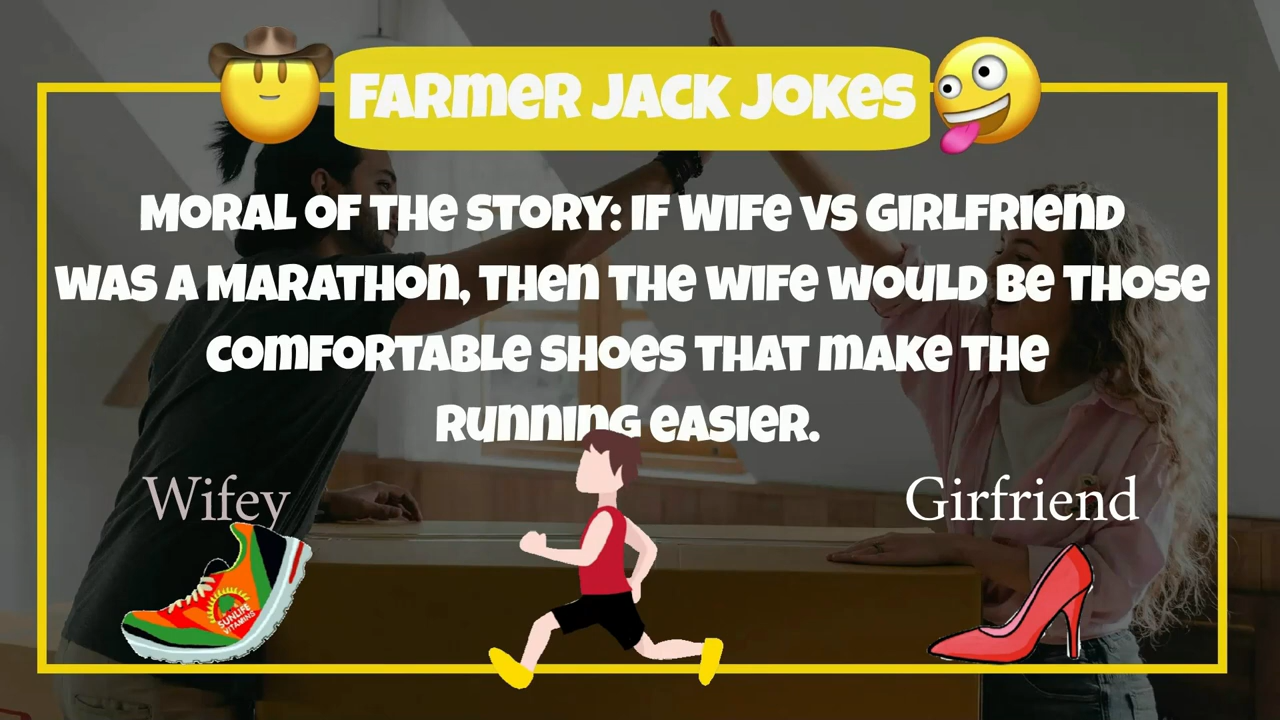 FARMER JACK JOKES
MORAL OF THE STORY: IF WIFE VS GIRLFRIEND
WAS A MARATHON, THEN THE WIFE WOULD BE THOSE
COMFORTABLE SHOES THAT MAKE THE
RUNNING EASIER.
Wifey
Girfriend
SUNLIFE
VITAMINS